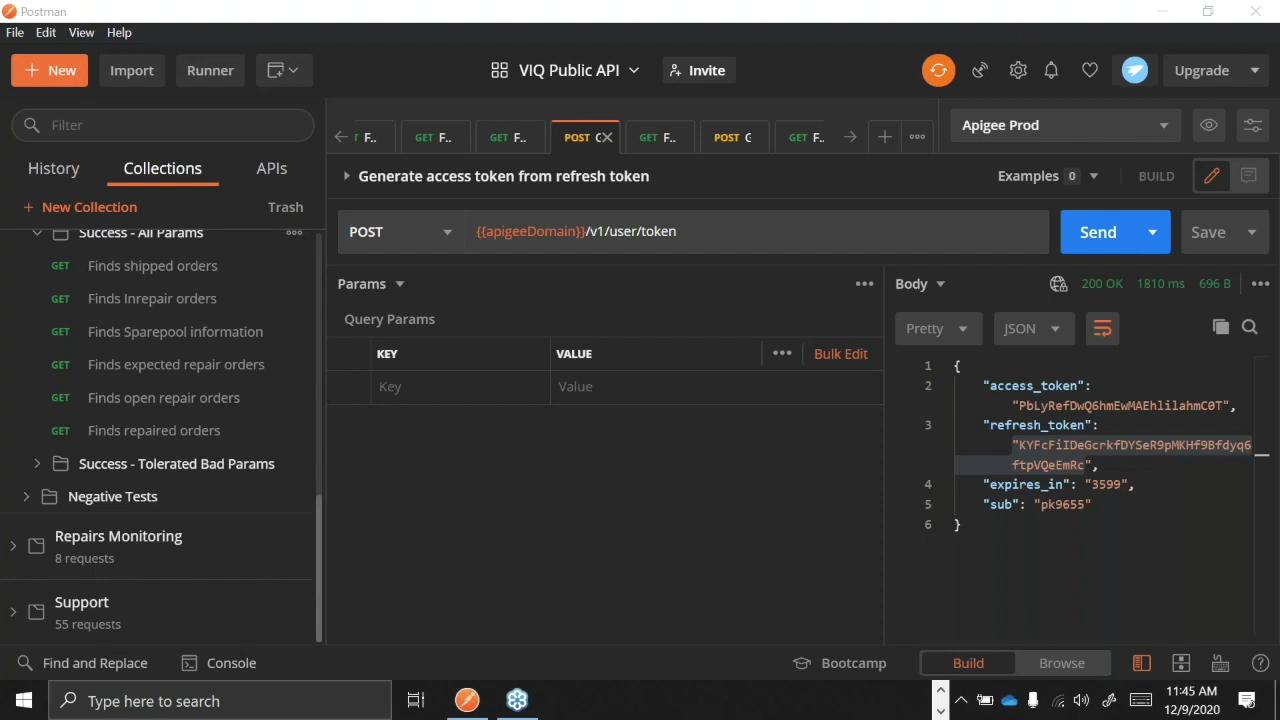 Postman
File Edit View Help
+ New Import Runner VIQ Public API Invite Upgrade
Filter
History Collections APIs
+ New Collection Trash
Success - All Params
GET Finds shipped orders
GET Finds Inrepair orders
GET Finds Sparepool information
GET Finds expected repair orders
GET Finds open repair orders
GET Finds repaired orders
Success - Tolerated Bad Params
Negative Tests
Repairs Monitoring
8 requests
Support
55 requests
F.. GET F.. GET F.. POST GET F.. POST G GET F.. Apigee Prod
Generate access token from refresh token Examples 0 BUILD
POST {{apigeeDomain}}/v1/user/token Send Save
Params
Query Params
KEY VALUE Bulk Edit
Key Value
Body 200 OK 1810 ms 696 B
Pretty JSON
1 {
2 "access_token":
"PbLyRefDwQ6hmEwMAEhlilahmC0T",
3 "refresh_token":
"KYFcFiIDeGcrkfDYSeR9pMKHf9Bfdyq6
ftpVQeEmRc",
4 "expires_in": "3599",
5 "sub": "pk9655"
6 }
Find and Replace Console Bootcamp Build Browse
Type here to search 11:45 AM
12/9/2020